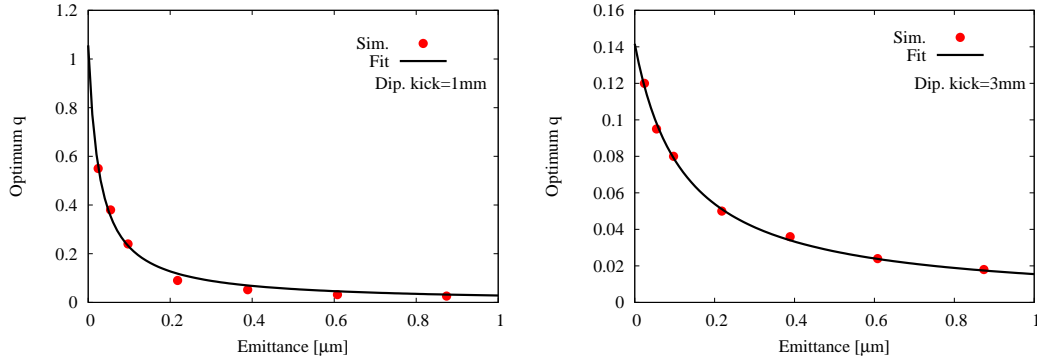 1.2
1
0.8
0.6
0.4
0.2
0
Optimum q
Sim.
Fit
Dip. kick=1mm
0 0.2 0.4 0.6 0.8 1
Emittance [μm]
0.16
0.14
0.12
0.1
0.08
0.06
0.04
0.02
0
Optimum q
Sim.
Fit
Dip. kick=3mm
0 0.2 0.4 0.6 0.8 1
Emittance [μm]